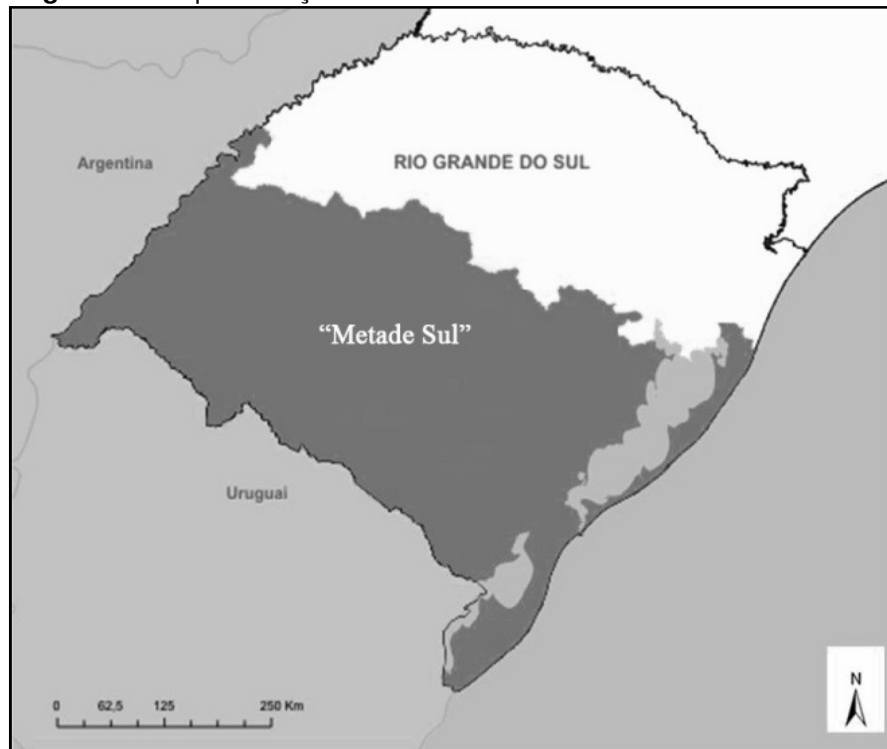 Argentina
RIO GRANDE DO SUL
“Metade Sul”
Uruguai
N
0 62,5 125 250 Km